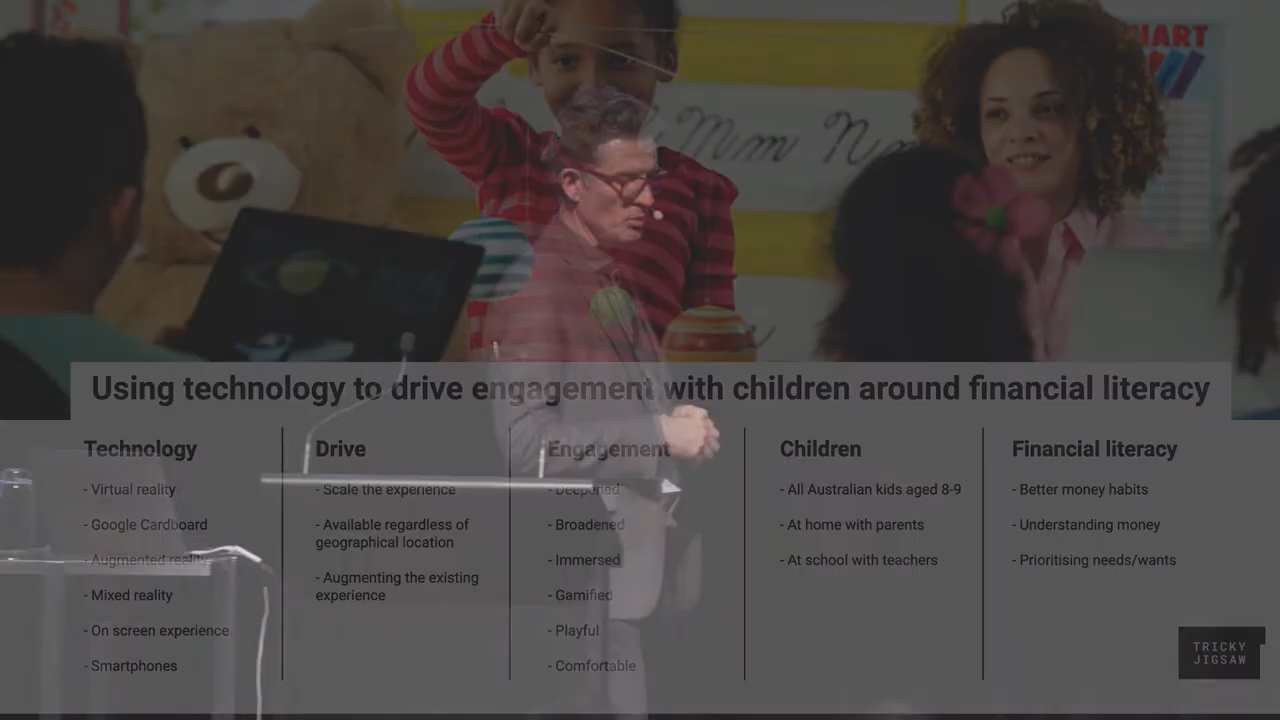 HART
Mm Nn
Using technology to drive engagement with children around financial literacy
Technology
- Virtual reality
- Google Cardboard
- Augmented reality
- Mixed reality
- On screen experience
- Smartphones
Drive
- Scale the experience
- Available regardless of
geographical location
- Augmenting the existing
experience
Engagement
- Deepened
- Broadened
- Immersed
- Gamified
- Playful
- Comfortable
Children
- All Australian kids aged 8-9
- At home with parents
- At school with teachers
Financial literacy
- Better money habits
- Understanding money
- Prioritising needs/wants
TRICKY
JIGSAW